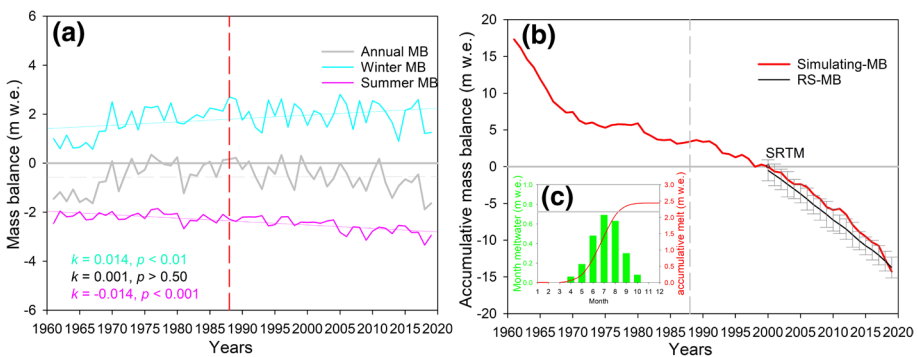 (a)
Annual MB
Winter MB
Summer MB
Mass balance (m w.e.)
6
4
2
0
-2
-4
-6
k = 0.014, p < 0.01
k = 0.001, p > 0.50
k = -0.014, p < 0.001
1960 1965 1970 1975 1980 1985 1990 1995 2000 2005 2010 2015 2020
Years
(b)
Simulating-MB
RS-MB
Accumulative mass balance (m w.e.)
20
15
10
5
0
-5
-10
-15
-20
SRTM
1960 1965 1970 1975 1980 1985 1990 1995 2000 2005 2010 2015 2020
Years
(c)
Month meltwater (m w.e.)
1.0
0.8
0.6
0.4
0.2
0.0
accumulative melt (m w.e.)
3.0
2.5
2.0
1.5
1.0
0.5
0.0
1 2 3 4 5 6 7 8 9 10 11 12
Month